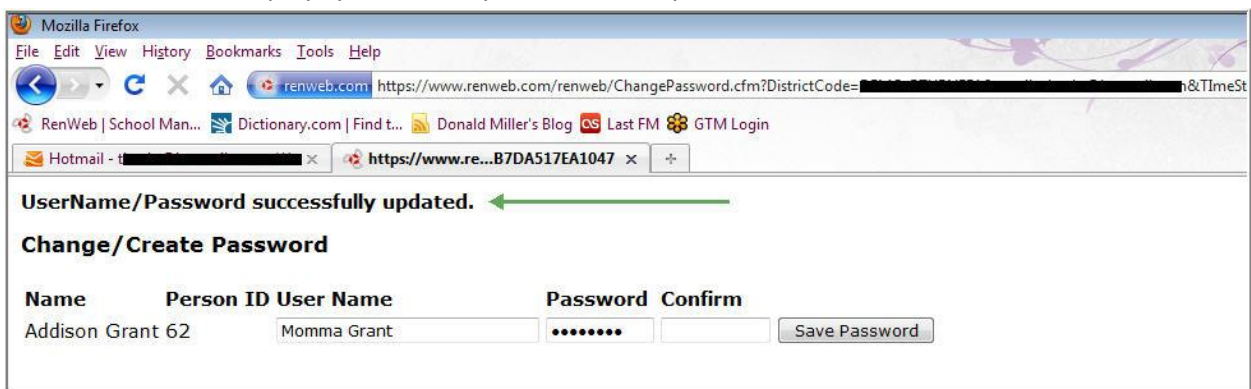 Mozilla Firefox
File Edit View History Bookmarks Tools Help
renweb.com https://www.renweb.com/renweb/ChangePassword.cfm?DistrictCode= n&TImeSt
RenWeb | School Man... Dictionary.com | Find t... Donald Miller's Blog Last FM GTM Login
Hotmail - t https://www.re...B7DA517EA1047
UserName/Password successfully updated.
Change/Create Password
Name Person ID User Name Password Confirm
Addison Grant 62 Momma Grant •••••••• Save Password